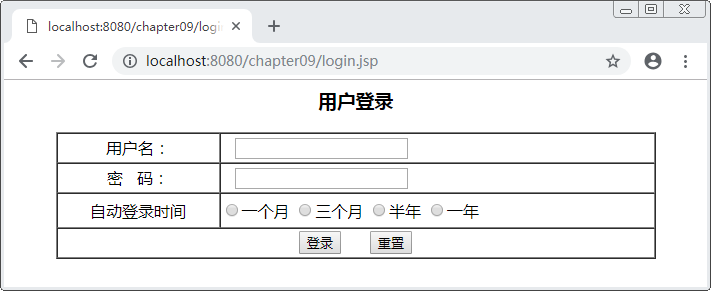 localhost:8080/chapter09/logi
localhost:8080/chapter09/login.jsp
用户登录
用户名：
密 码：
自动登录时间 一个月 三个月 半年 一年
登录 重置